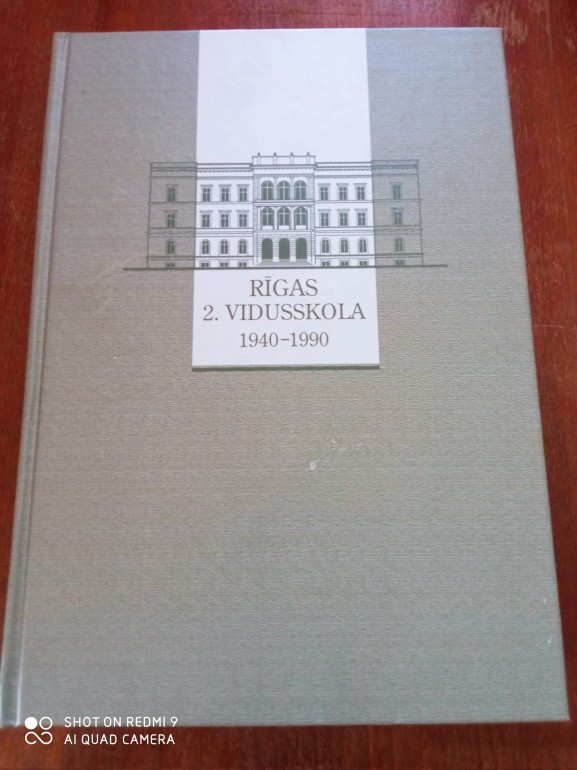 RĪGAS
2. VIDUSSKOLA
1940–1990
SHOT ON REDMI 9
AI QUAD CAMERA